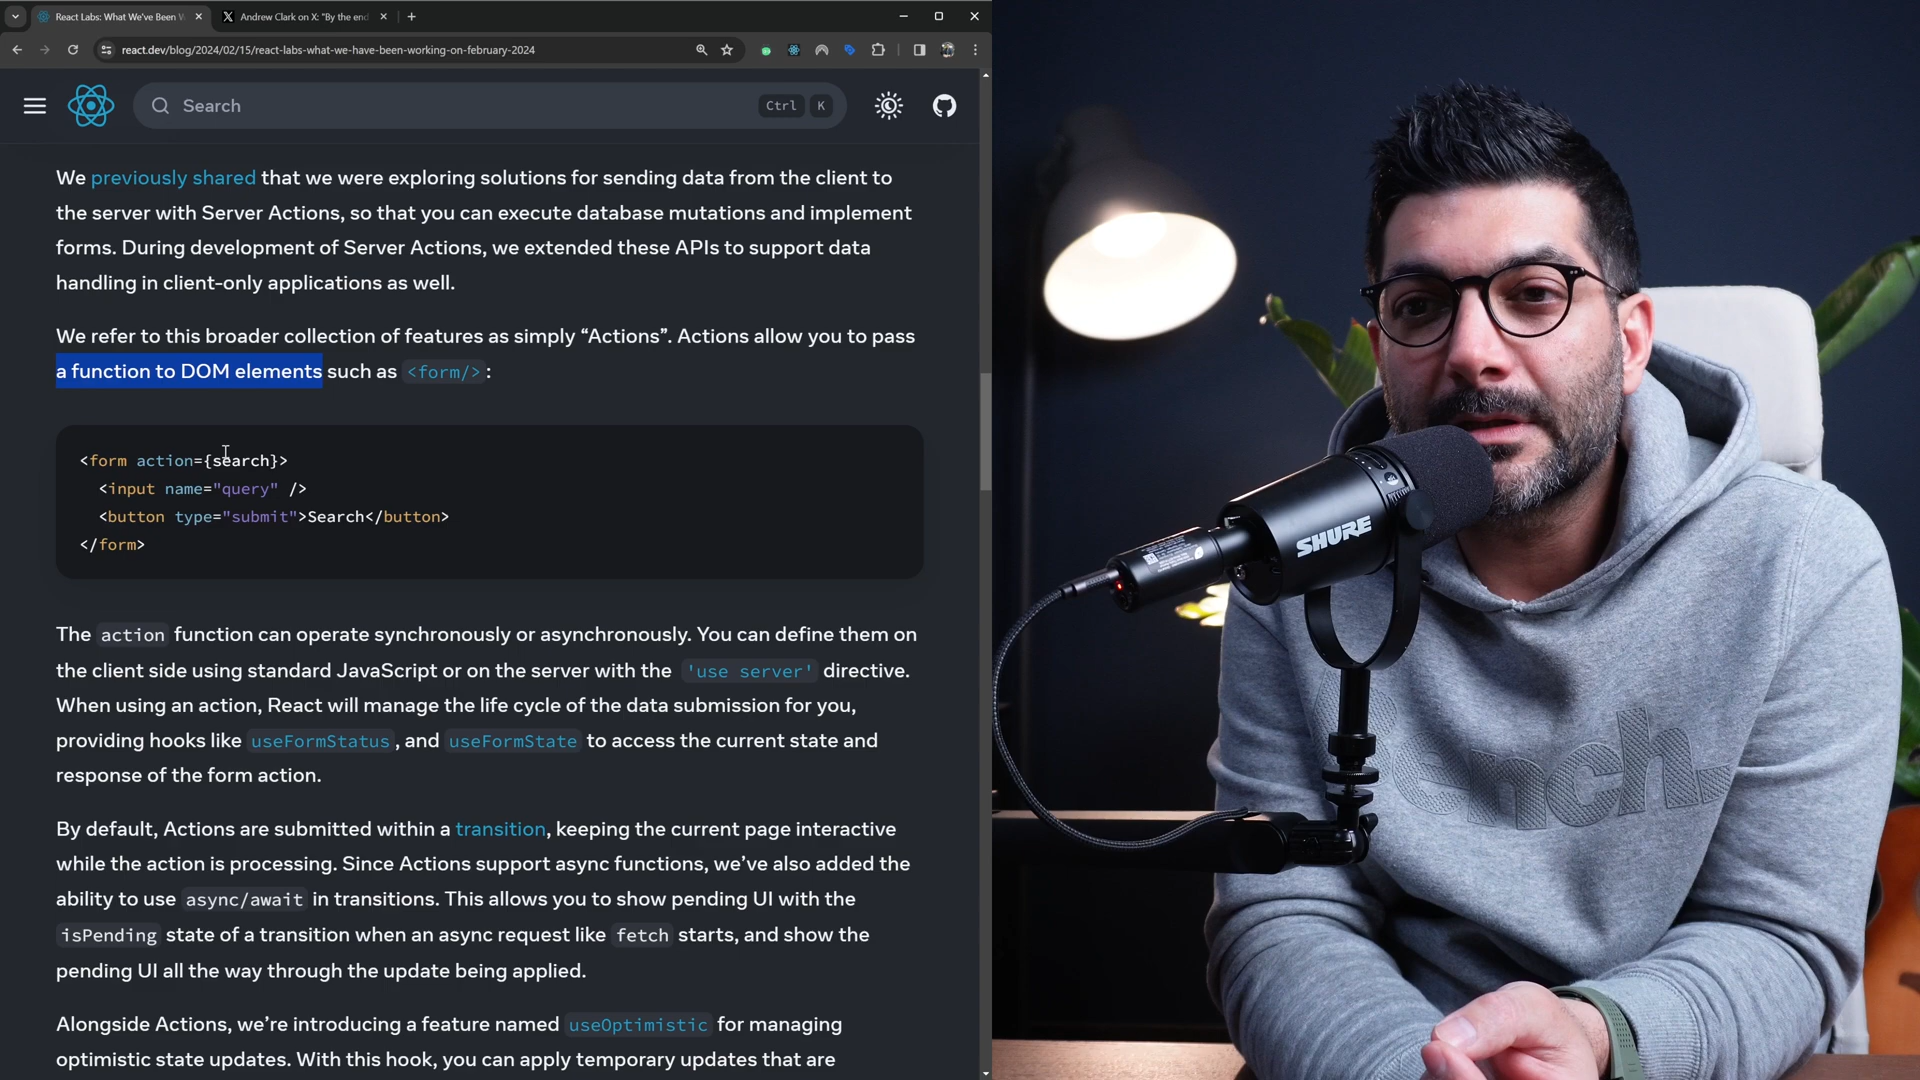 React Labs: What We've Been W
Andrew Clark on X: "By the end
react.dev/blog/2024/02/15/react-labs-what-we-have-been-working-on-february-2024
Search
Ctrl K
We previously shared that we were exploring solutions for sending data from the client to
the server with Server Actions, so that you can execute database mutations and implement
forms. During development of Server Actions, we extended these APIs to support data
handling in client-only applications as well.
We refer to this broader collection of features as simply “Actions”. Actions allow you to pass
a function to DOM elements such as <form/>:
<form action={search}>
<input name="query" />
<button type="submit">Search</button>
</form>
The action function can operate synchronously or asynchronously. You can define them on
the client side using standard JavaScript or on the server with the 'use server' directive.
When using an action, React will manage the life cycle of the data submission for you,
providing hooks like useFormStatus, and useFormState to access the current state and
response of the form action.
By default, Actions are submitted within a transition, keeping the current page interactive
while the action is processing. Since Actions support async functions, we’ve also added the
ability to use async/await in transitions. This allows you to show pending UI with the
isPending state of a transition when an async request like fetch starts, and show the
pending UI all the way through the update being applied.
Alongside Actions, we’re introducing a feature named useOptimistic for managing
optimistic state updates. With this hook, you can apply temporary updates that are
SHURE
Bench.